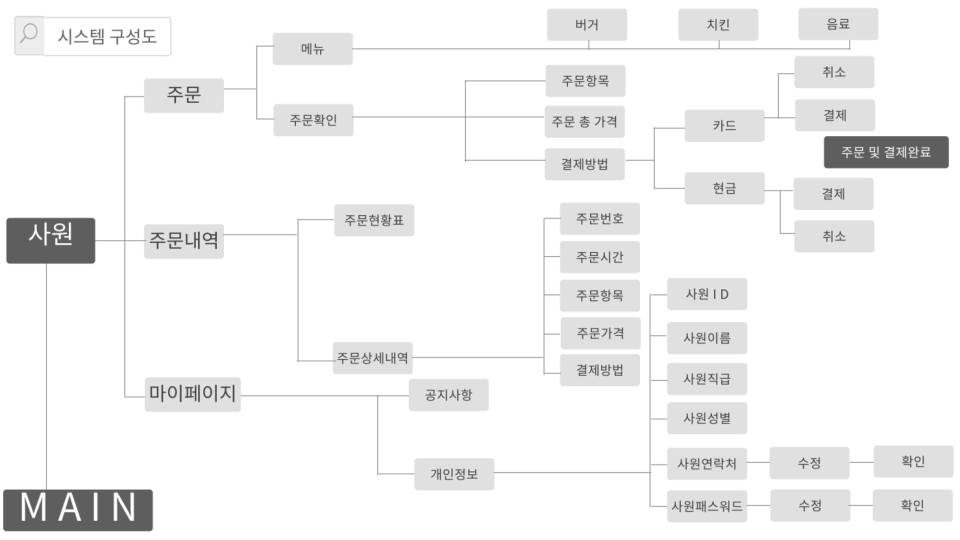 시스템 구성도
버거
치킨
음료
메뉴
주문
주문확인
주문항목
주문 총 가격
결제방법
카드
취소
결제
주문 및 결제완료
현금
결제
취소
사원
주문내역
주문현황표
주문상세내역
주문번호
주문시간
주문항목
주문가격
결제방법
마이페이지
공지사항
개인정보
사원 I D
사원이름
사원직급
사원성별
사원연락처
수정
확인
사원패스워드
수정
확인
M A I N